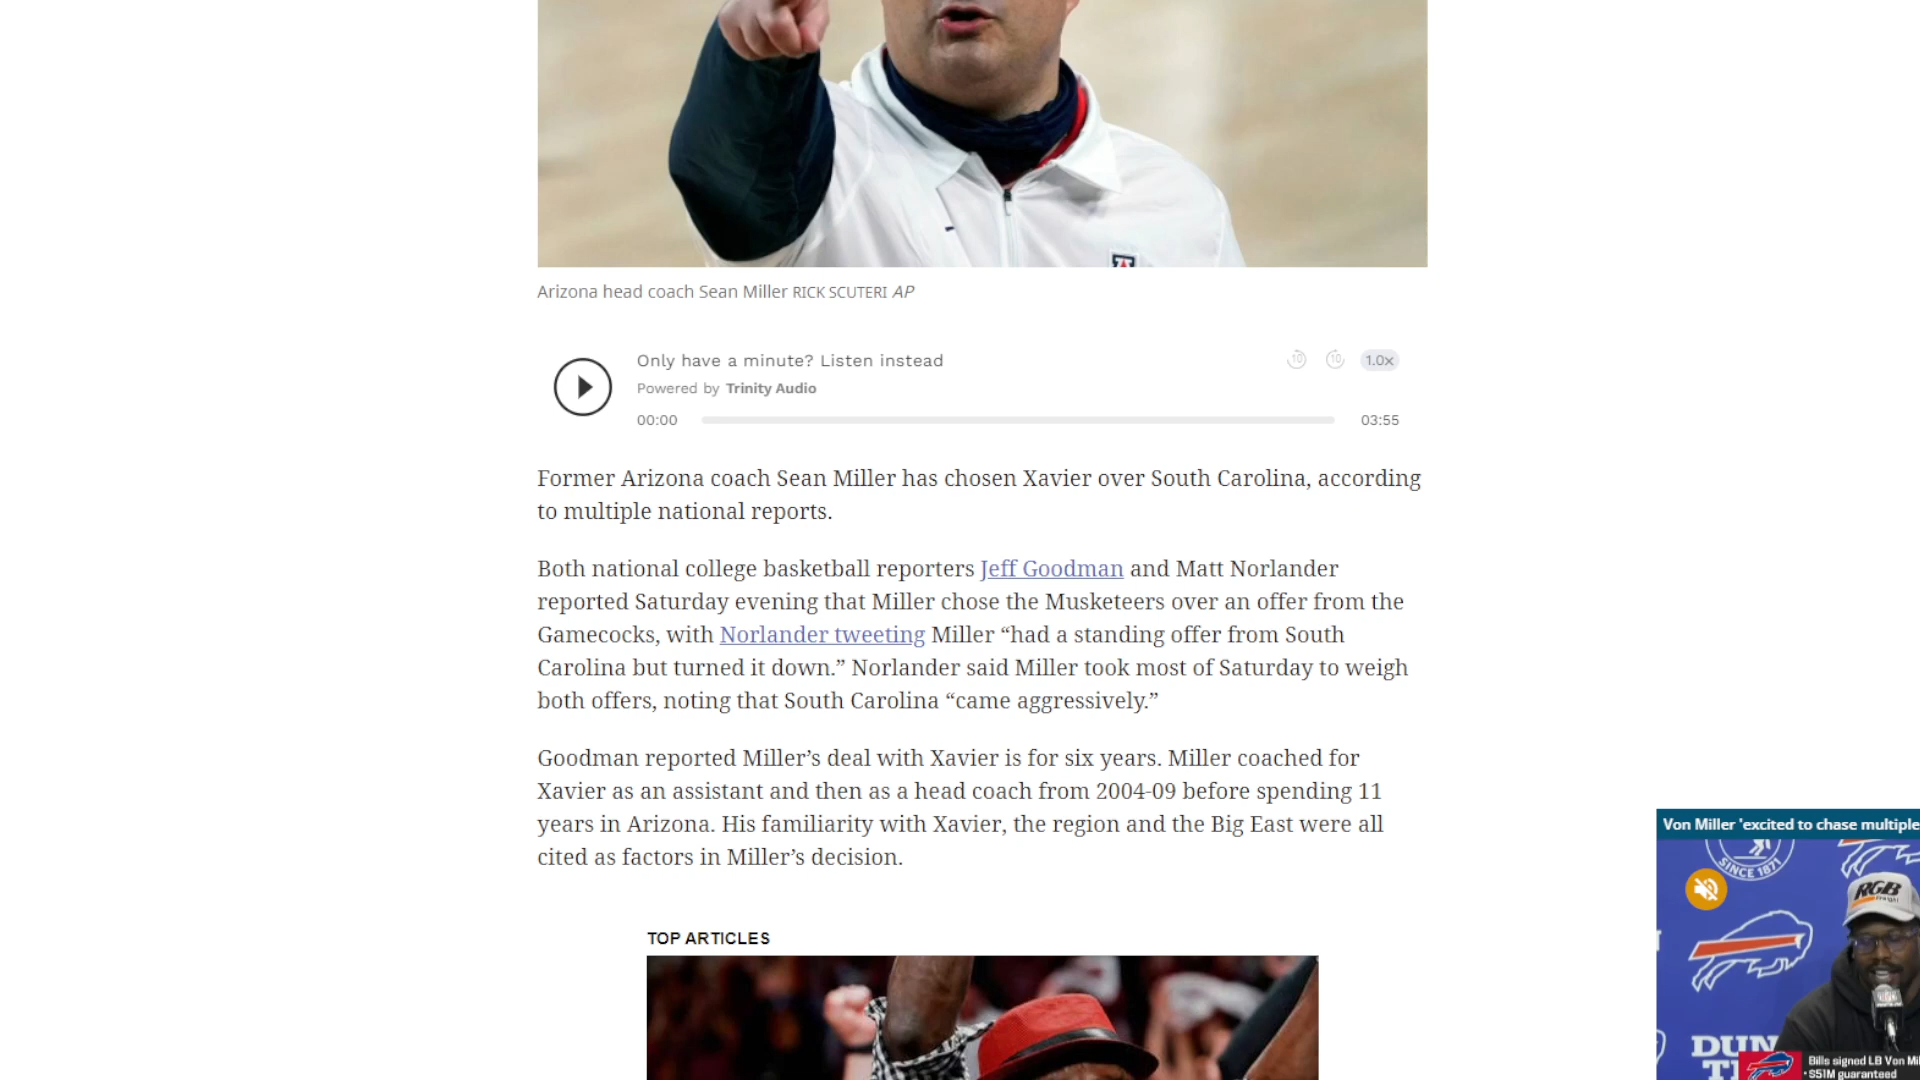 Arizona head coach Sean Miller RICK SCUTERI AP
Only have a minute? Listen instead
10 10 1.0x
Powered by Trinity Audio
00:00 03:55
Former Arizona coach Sean Miller has chosen Xavier over South Carolina, according
to multiple national reports.
Both national college basketball reporters Jeff Goodman and Matt Norlander
reported Saturday evening that Miller chose the Musketeers over an offer from the
Gamecocks, with Norlander tweeting Miller “had a standing offer from South
Carolina but turned it down.” Norlander said Miller took most of Saturday to weigh
both offers, noting that South Carolina “came aggressively.”
Goodman reported Miller’s deal with Xavier is for six years. Miller coached for
Xavier as an assistant and then as a head coach from 2004-09 before spending 11
years in Arizona. His familiarity with Xavier, the region and the Big East were all
cited as factors in Miller’s decision.
TOP ARTICLES
Von Miller 'excited to chase multiple
SINCE 1871
RGB
DUN
T
Bills signed LB Von Mi
• $51M guaranteed